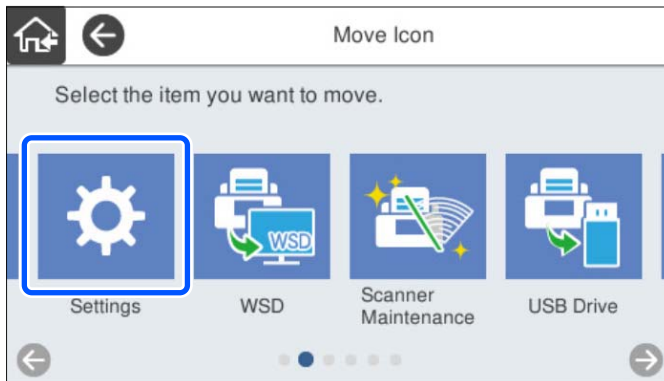 Move Icon
Select the item you want to move.
WSD
Settings
WSD
Scanner
Maintenance
USB Drive